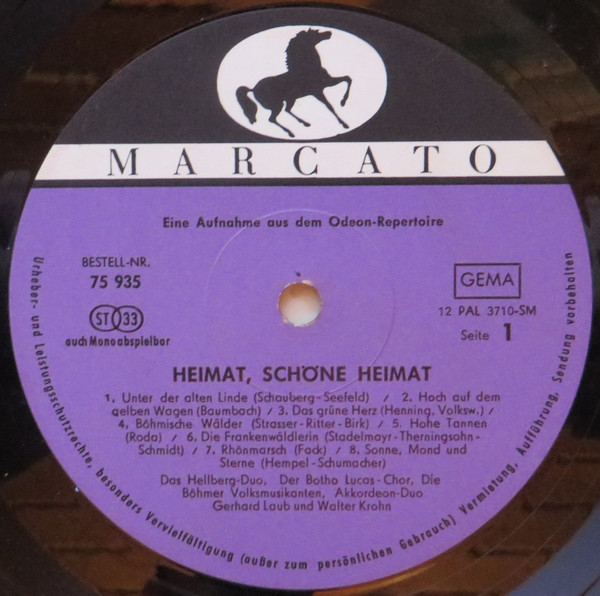 MARCATO
Eine Aufnahme aus dem Odeon-Repertoire
BESTELL-NR.
75 935
ST 33
auch Mono abspielbar
GEMA
12 PAL 3710-SM
Seite 1
HEIMAT, SCHÖNE HEIMAT
1. Unter der alten Linde (Schauberg-Seefeld) / 2. Hoch auf dem
gelben Wagen (Baumbach) / 3. Das grüne Herz (Henning, Volksw.) /
4. Böhmische Wälder (Strasser-Ritter-Birk) / 5. Hohe Tannen
(Roda) / 6. Die Frankenwäldlerin (Stadelmayr-Therningsohn-
Schmidt) / 7. Rhönmarsch (Fack) / 8. Sonne, Mond und
Sterne (Hempel-Schumacher)
Das Hellberg-Duo, Der Botho Lucas-Chor, Die
Böhmer Volksmusikanten, Akkordeon-Duo
Gerhard Laub und Walter Krohn
Urheber- und Leistungsschutzrechte, besonders Vervielfältigung (außer zum persönlichen Gebrauch) Vermietung, Aufführung, Sendung vorbehalten